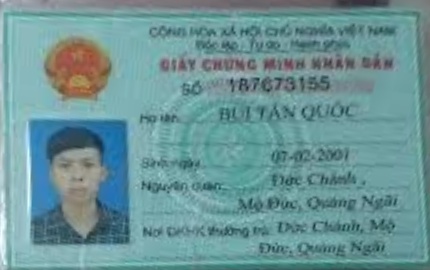 CỘNG HÒA XÃ HỘI CHỦ NGHĨA VIỆT NAM
Độc lập - Tự do - Hạnh phúc
GIẤY CHỨNG MINH NHÂN DÂN
SỐ 187673155
Họ tên BÙI TẤN QUỐC
Sinh ngày 07-02-2001
Nguyên quán Đức Chánh,
Mộ Đức, Quảng Ngãi
Nơi ĐKHK thường trú Đức Chánh, Mộ
Đức, Quảng Ngãi